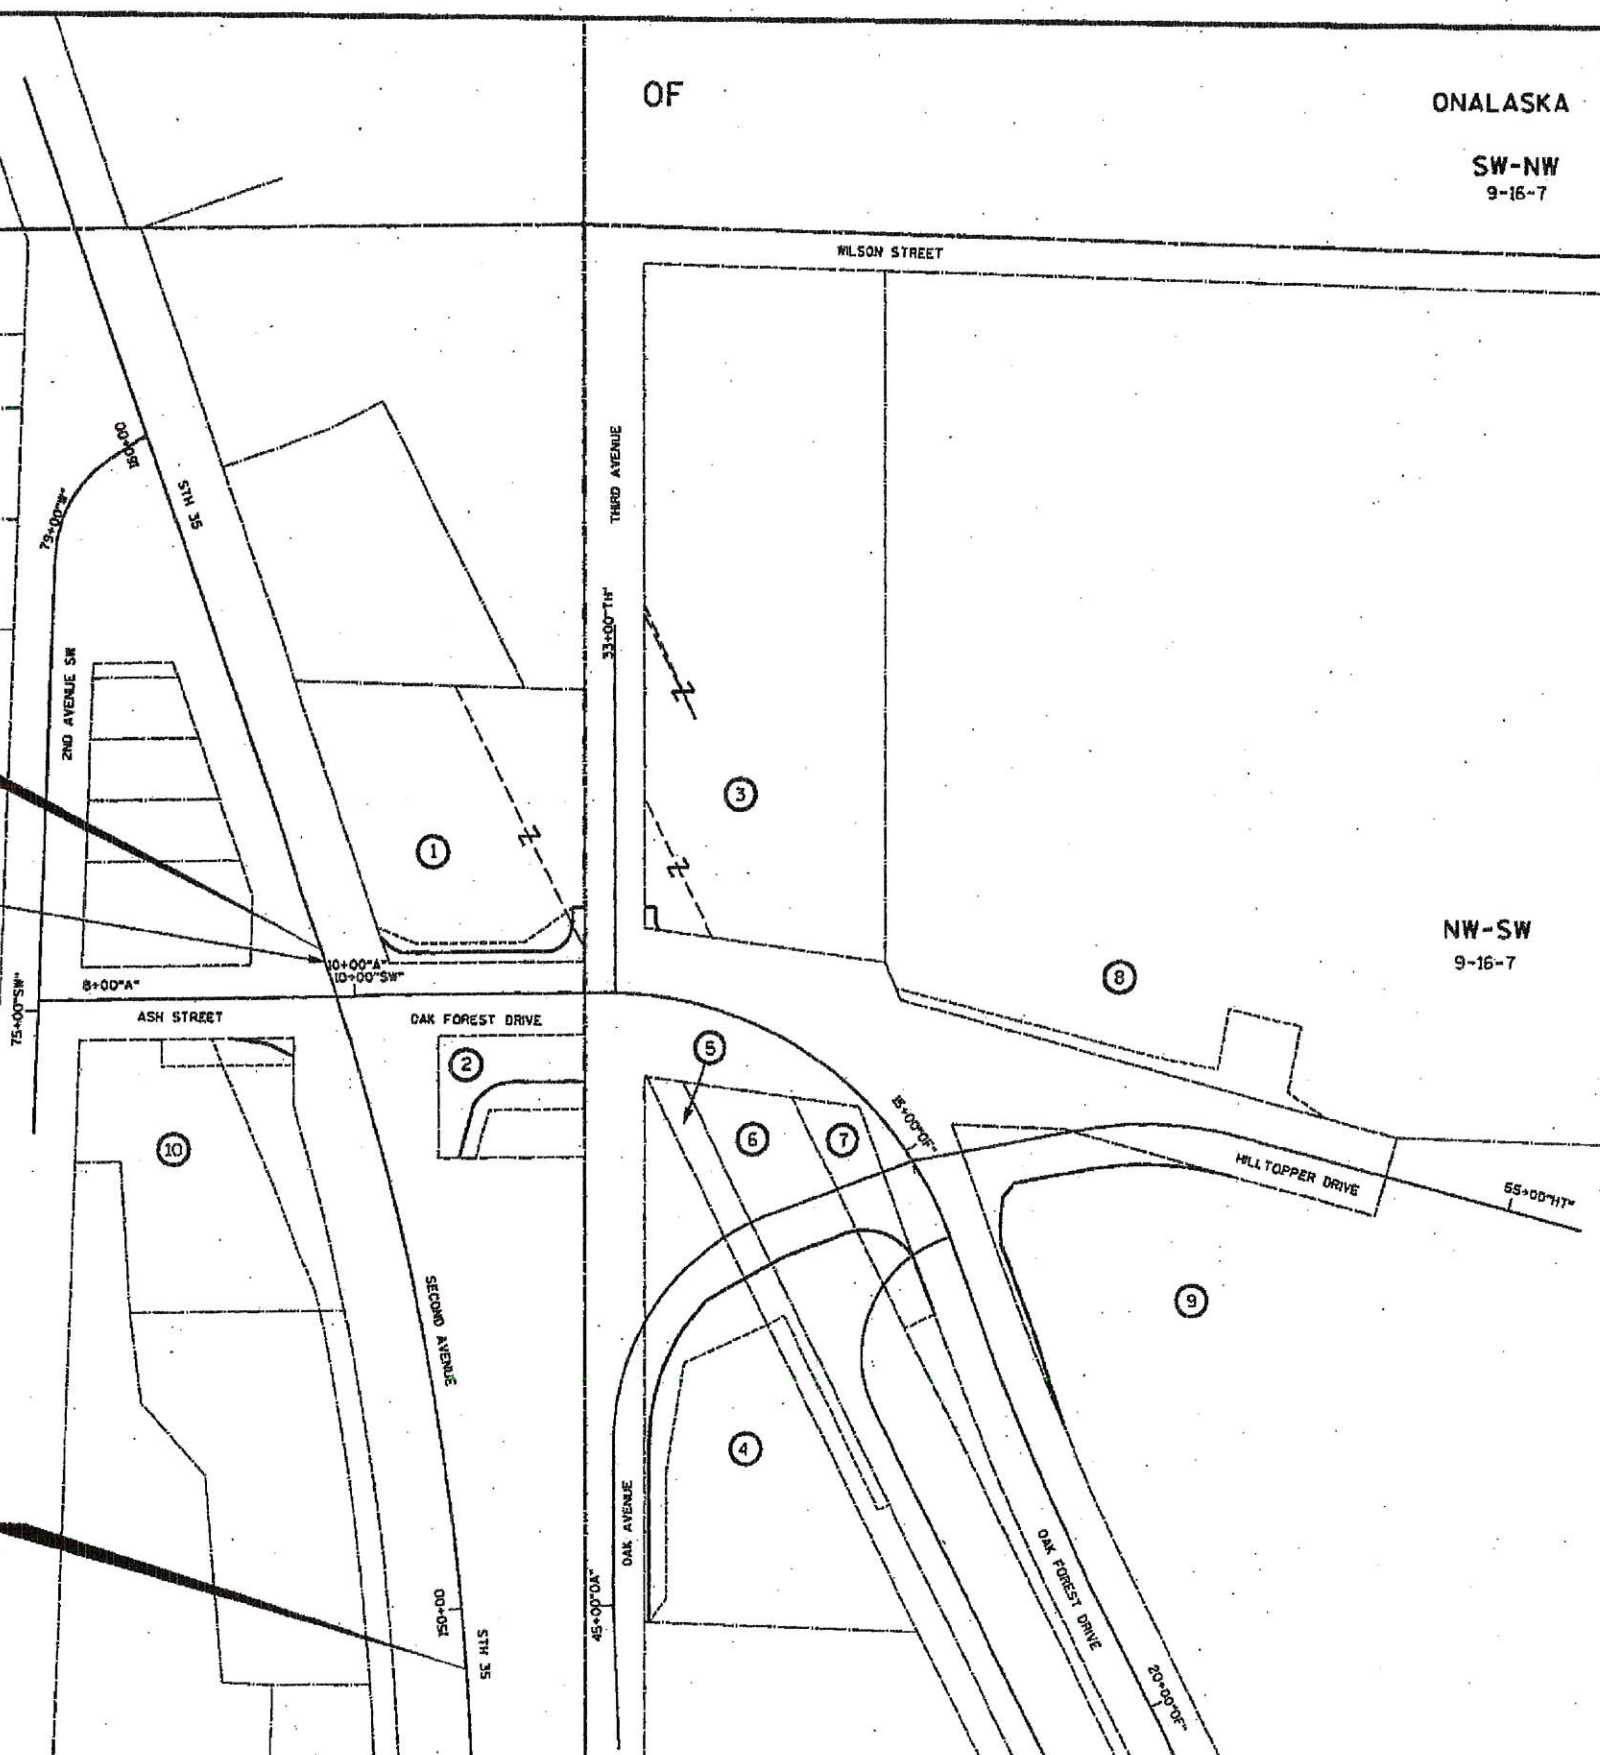 OF
ONALASKA
SW-NW
9-16-7
WILSON STREET
160+00
STH 35
79+00"W"
THIRD AVENUE
33+00"TH"
2ND AVENUE SW
3
1
NW-SW
9-16-7
8
10+00"A"
10+00"SW"
8+00"A"
75+00"SW"
ASH STREET
OAK FOREST DRIVE
5
2
15+00"OF"
6
7
10
HILLTOPPER DRIVE
55+00"HT"
SECOND AVENUE
9
4
OAK AVENUE
OAK FOREST DRIVE
45+00"OA"
150+00
STH 35
20+00"OF"